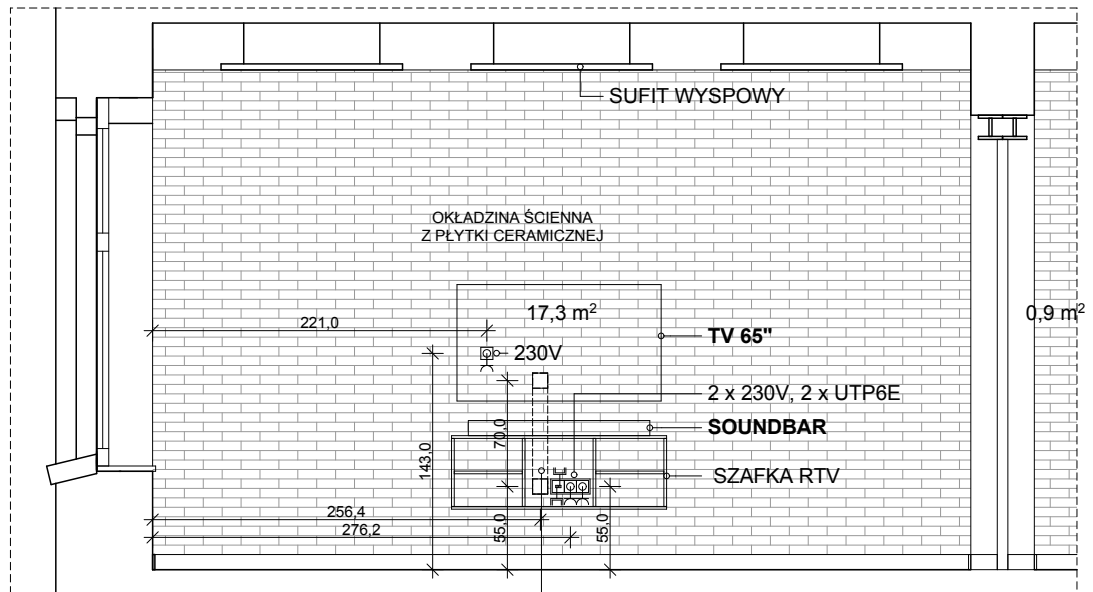 SUFIT WYSPOWY
OKŁADZINA ŚCIENNA
Z PŁYTKI CERAMICZNEJ
17,3 m²
0,9 m²
221,0
TV 65"
230V
2 x 230V, 2 x UTP6E
SOUNDBAR
70,0
143,0
SZAFKA RTV
256,4
276,2
55,0
55,0